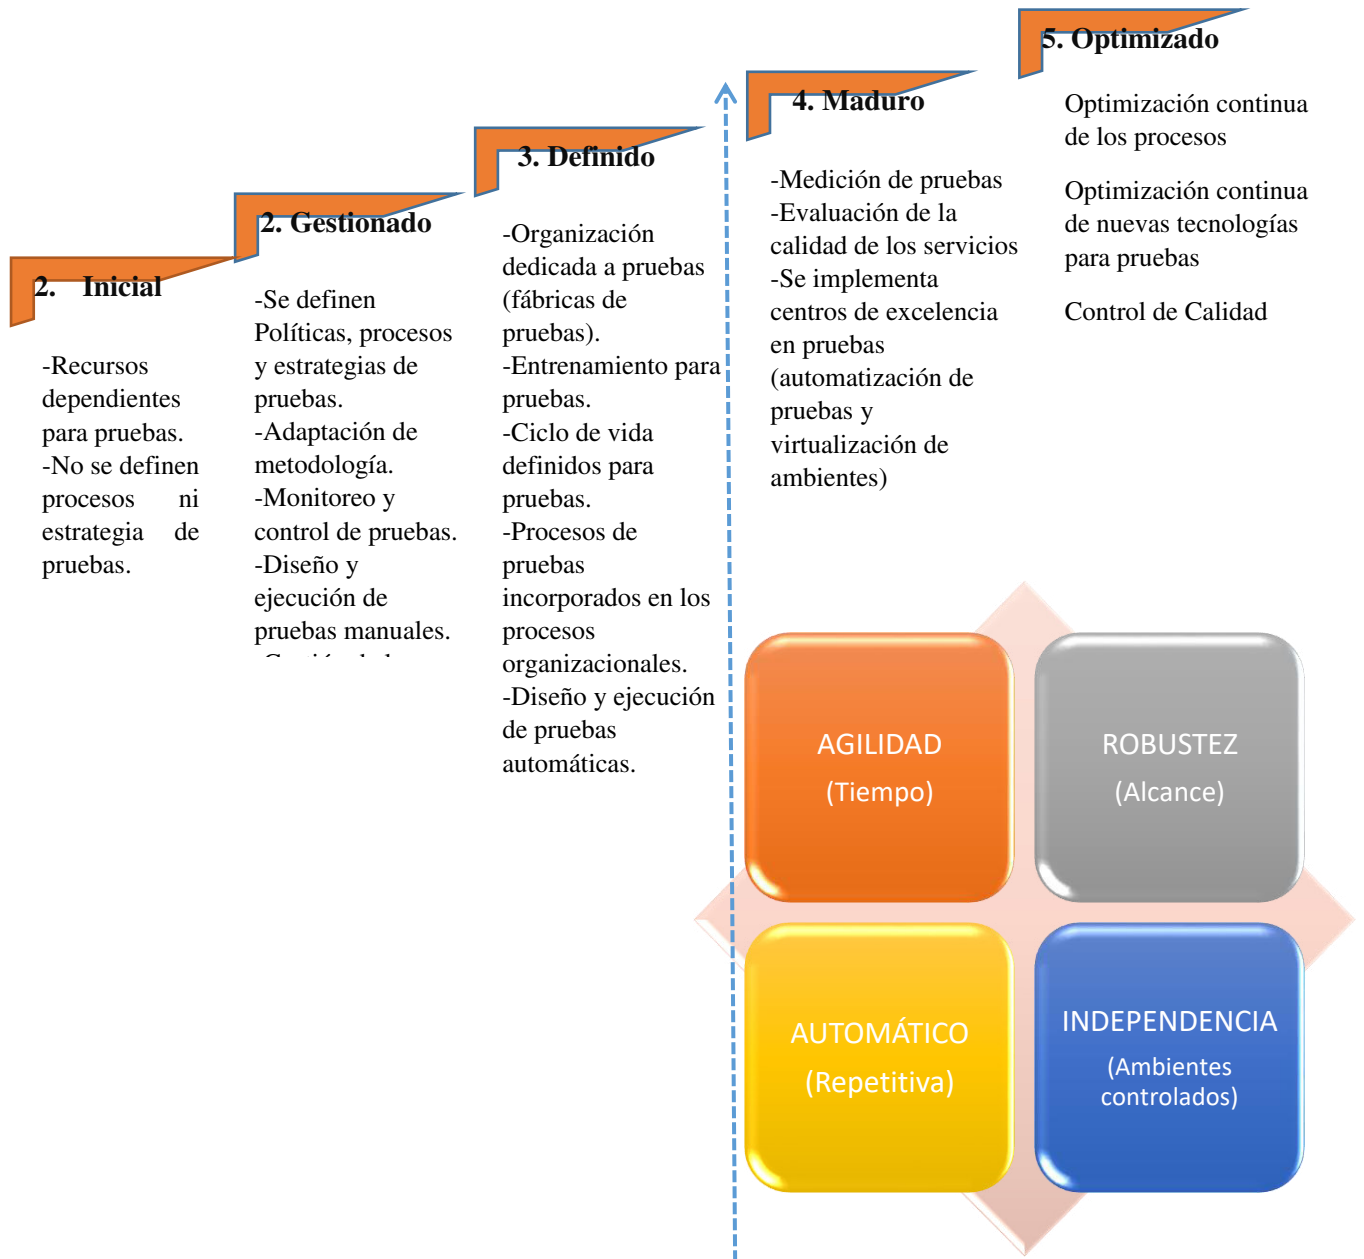 2. Inicial
-Recursos
dependientes
para pruebas.
-No se definen
procesos ni
estrategia de
pruebas.
2. Gestionado
-Se definen
Políticas, procesos
y estrategias de
pruebas.
-Adaptación de
metodología.
-Monitoreo y
control de pruebas.
-Diseño y
ejecución de
pruebas manuales.
3. Definido
-Organización
dedicada a pruebas
(fábricas de
pruebas).
-Entrenamiento para
pruebas.
-Ciclo de vida
definidos para
pruebas.
-Procesos de
pruebas
incorporados en los
procesos
organizacionales.
-Diseño y ejecución
de pruebas
automáticas.
4. Maduro
-Medición de pruebas
-Evaluación de la
calidad de los servicios
-Se implementa
centros de excelencia
en pruebas
(automatización de
pruebas y
virtualización de
ambientes)
5. Optimizado
Optimización continua
de los procesos
Optimización continua
de nuevas tecnologías
para pruebas
Control de Calidad
AGILIDAD
(Tiempo)
ROBUSTEZ
(Alcance)
AUTOMÁTICO
(Repetitiva)
INDEPENDENCIA
(Ambientes
controlados)